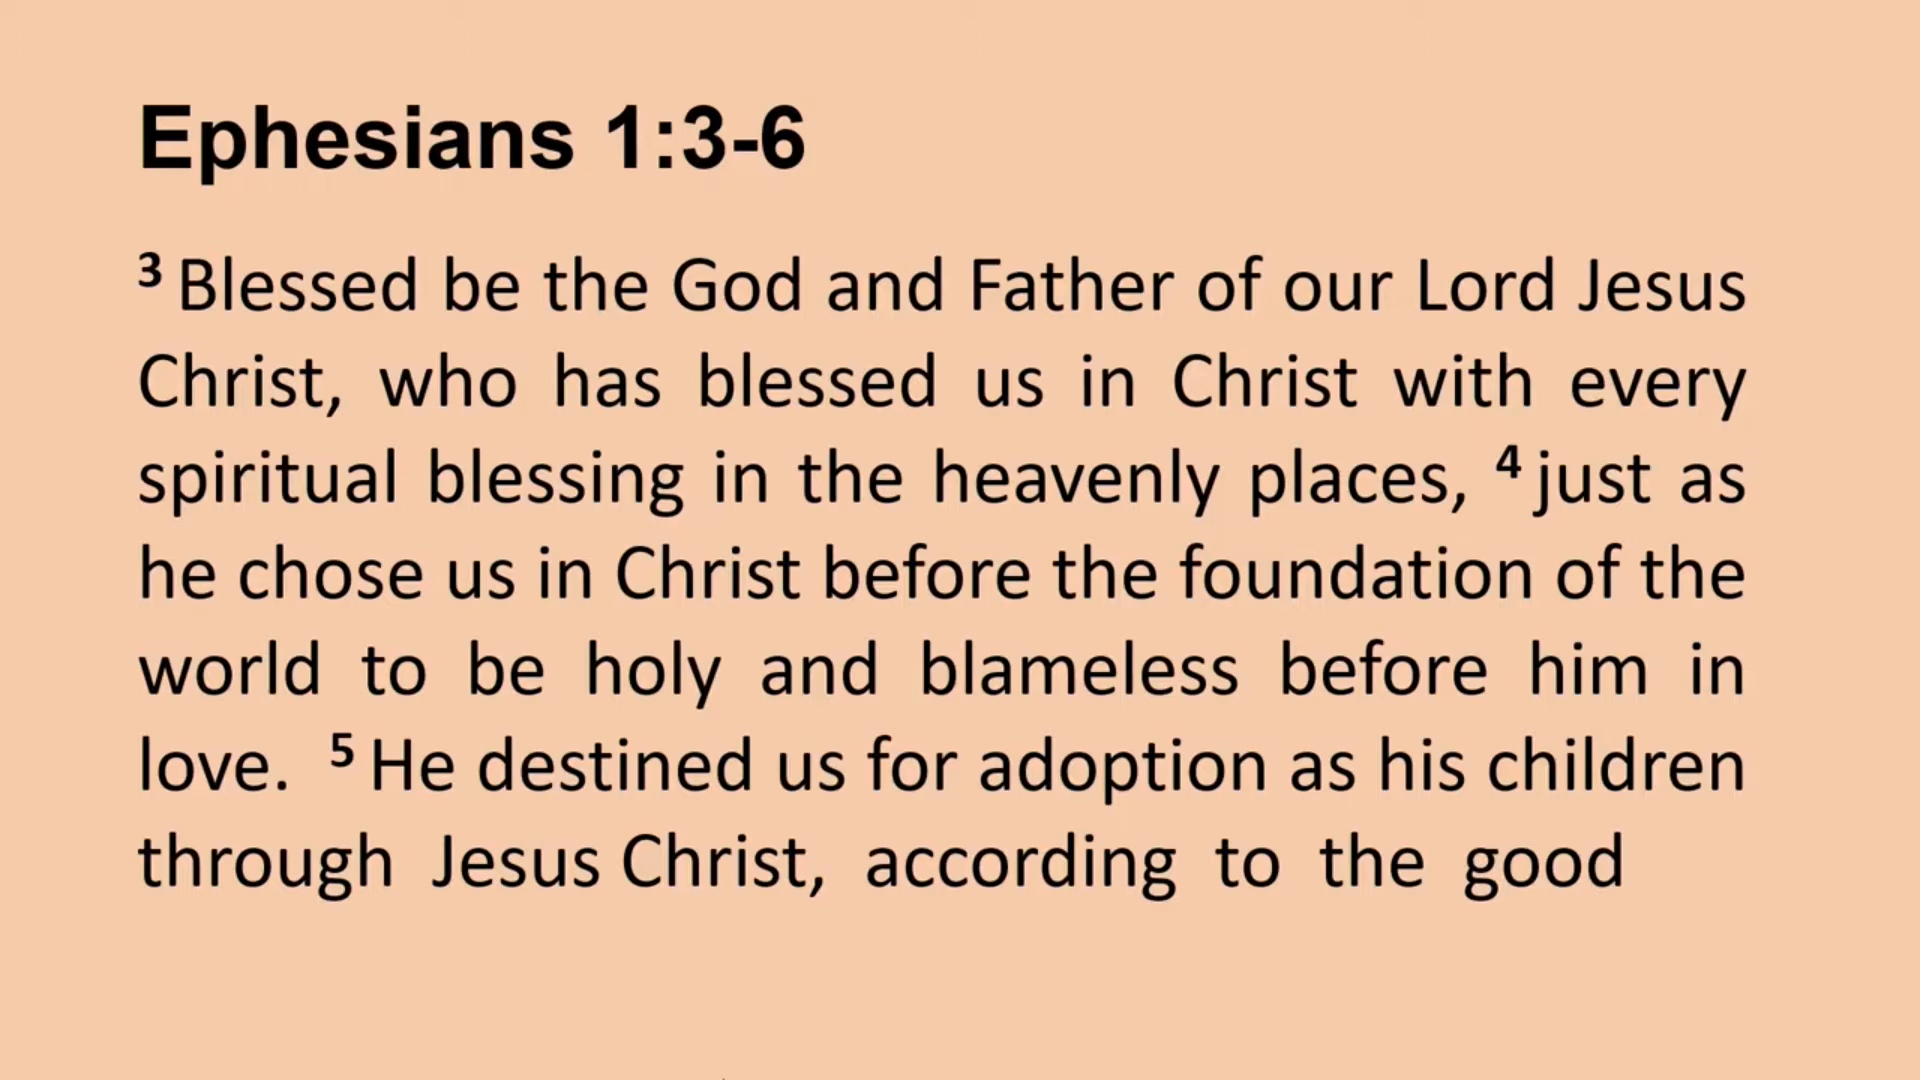 Ephesians 1:3-6
³ Blessed be the God and Father of our Lord Jesus
Christ, who has blessed us in Christ with every
spiritual blessing in the heavenly places, ⁴ just as
he chose us in Christ before the foundation of the
world to be holy and blameless before him in
love. ⁵ He destined us for adoption as his children
through Jesus Christ, according to the good